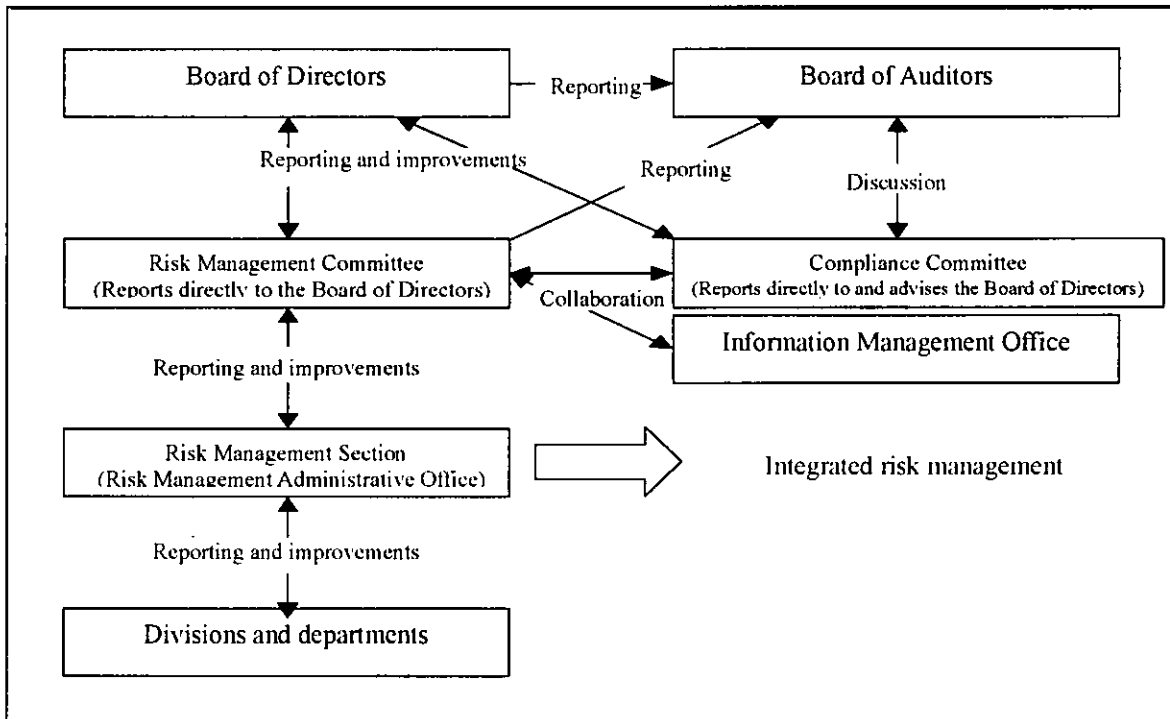 Board of Directors
Reporting
Board of Auditors
Reporting and improvements
Reporting
Discussion
Risk Management Committee
(Reports directly to the Board of Directors)
Compliance Committee
(Reports directly to and advises the Board of Directors)
Collaboration
Information Management Office
Reporting and improvements
Risk Management Section
(Risk Management Administrative Office)
Integrated risk management
Reporting and improvements
Divisions and departments